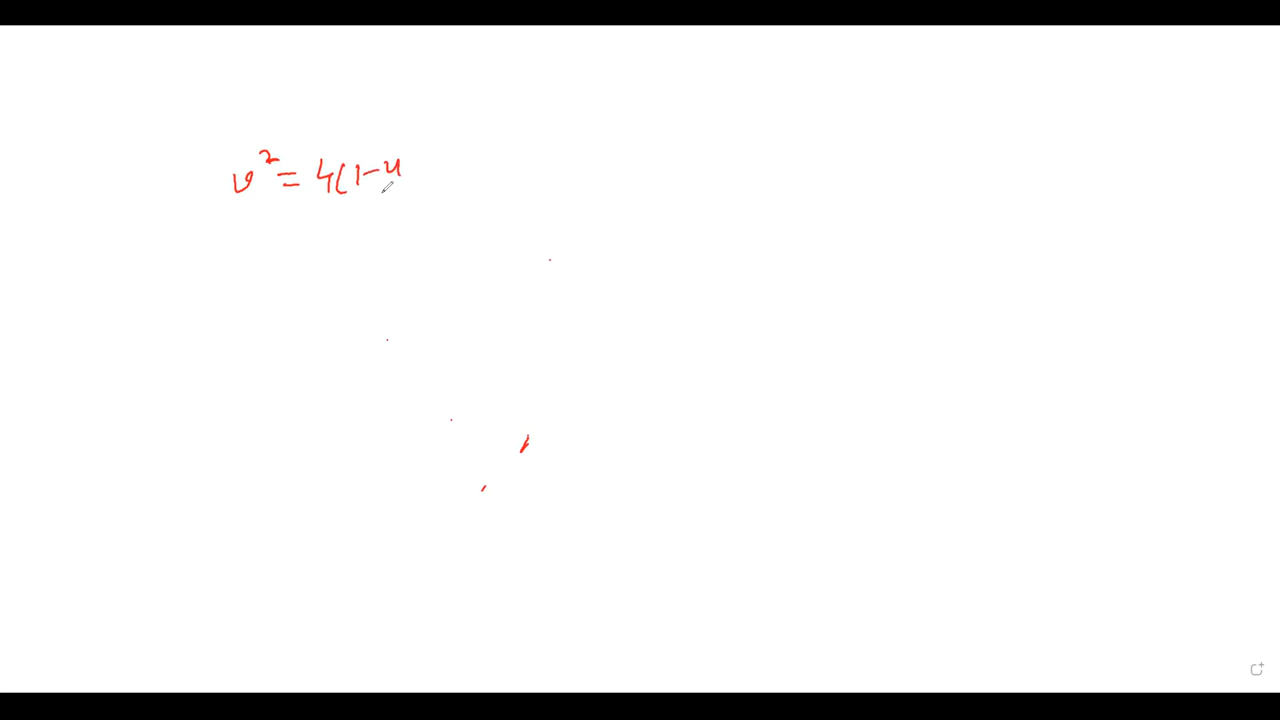 v² = 4(1-u